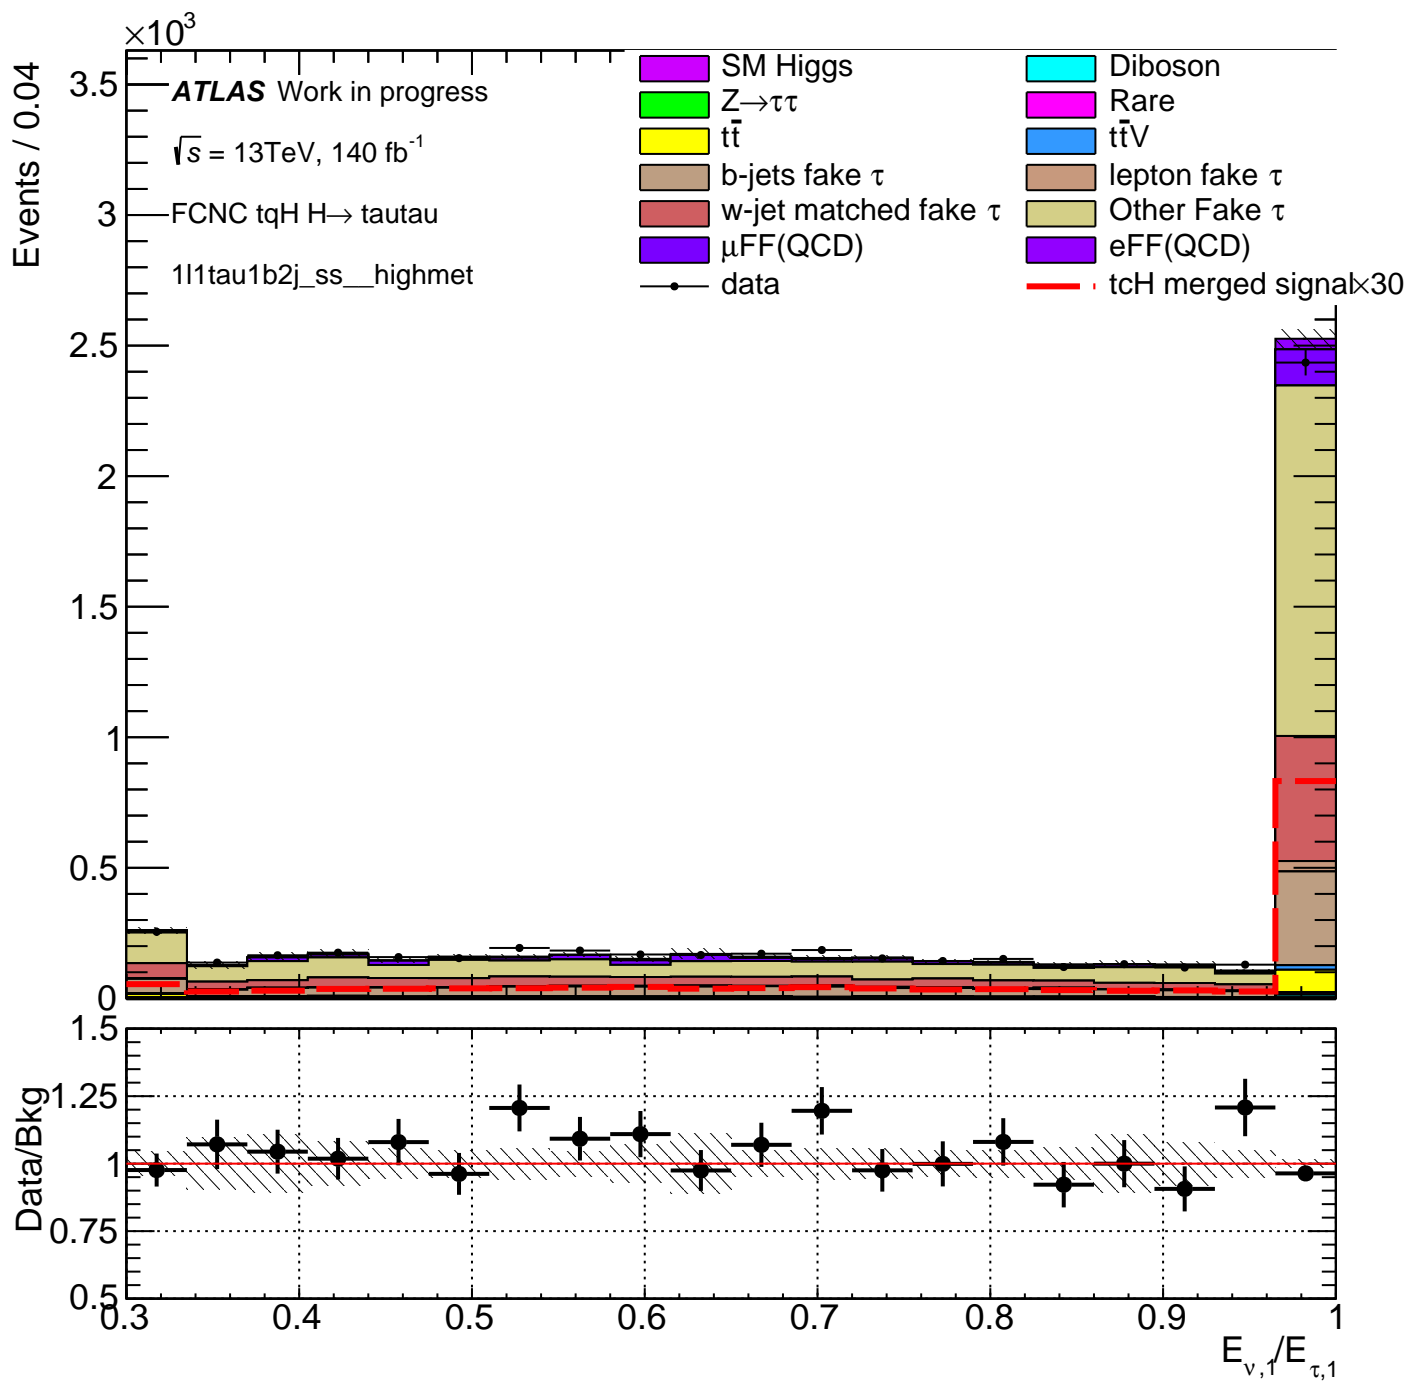 ×10³
Events / 0.04
3.5
3
2.5
2
1.5
1
0.5
0
ATLAS Work in progress
√s = 13TeV, 140 fb⁻¹
FCNC tqH H→ tautau
1l1tau1b2j_ss__highmet
SM Higgs
Z→ττ
tt̄
b-jets fake τ
w-jet matched fake τ
μFF(QCD)
data
Diboson
Rare
tt̄V
lepton fake τ
Other Fake τ
eFF(QCD)
tcH merged signal×30
Data/Bkg
1.5
1.25
1
0.75
0.5
0.3 0.4 0.5 0.6 0.7 0.8 0.9 1
E_ν,1/E_τ,1